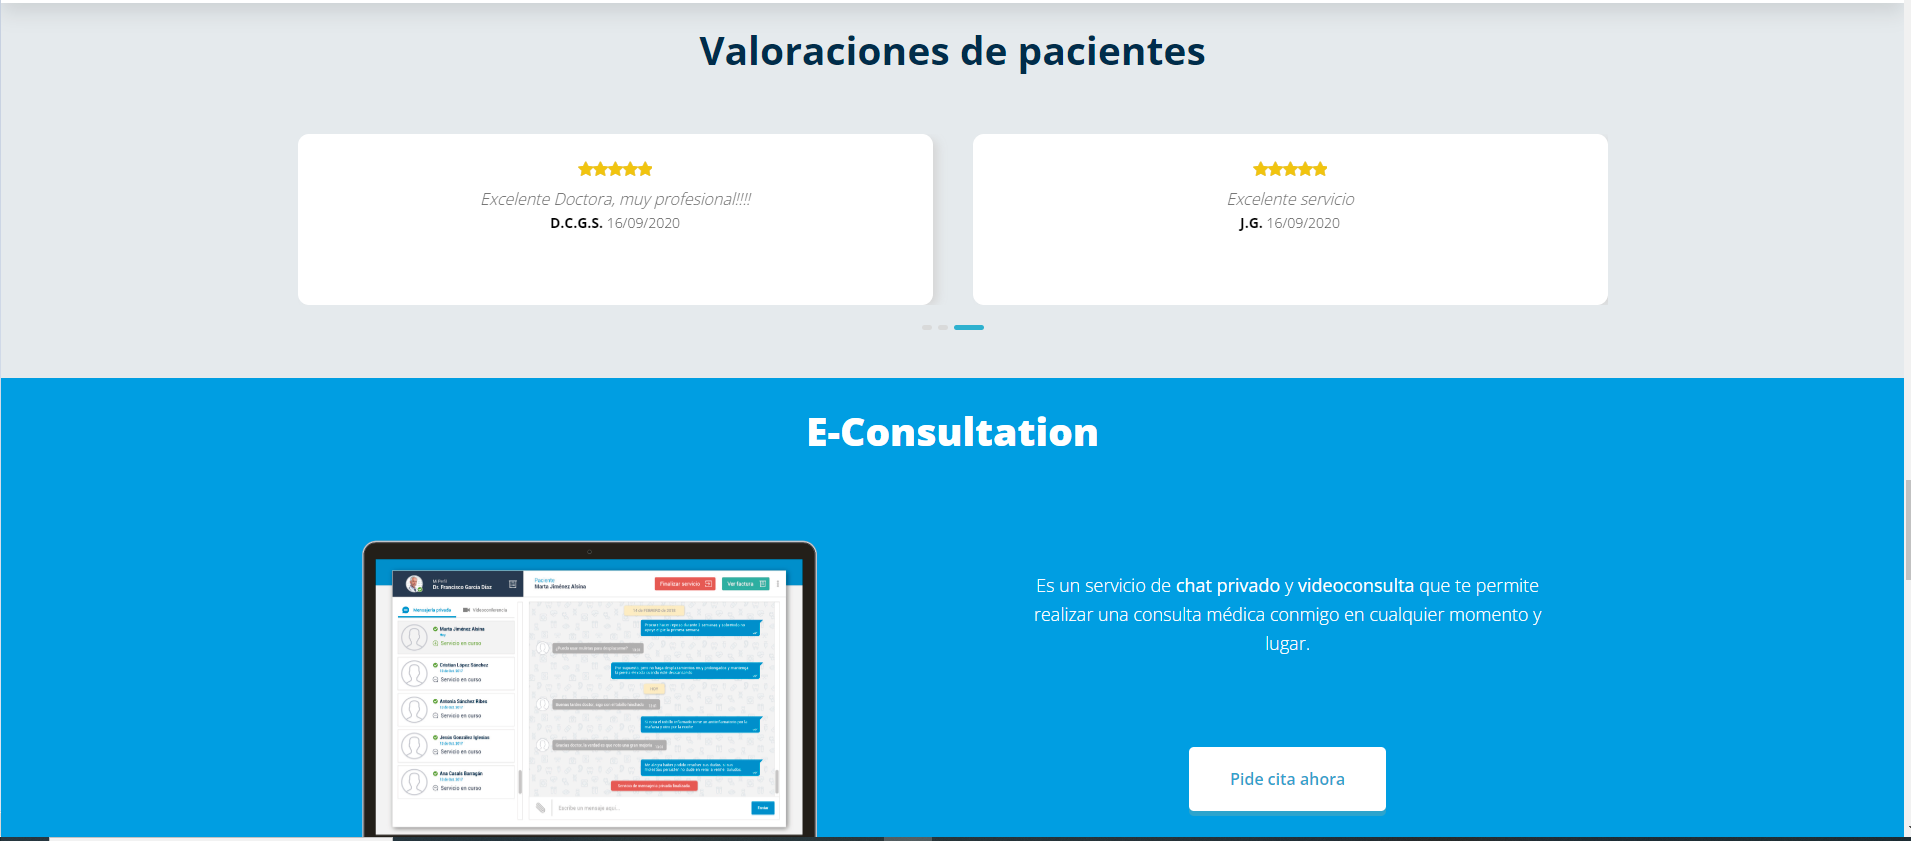 Valoraciones de pacientes
Excelente Doctora, muy profesional!!!!
D.C.G.S. 16/09/2020
Excelente servicio
J.G. 16/09/2020
E-Consultation
Es un servicio de chat privado y videoconsulta que te permite
realizar una consulta médica conmigo en cualquier momento y
lugar.
Pide cita ahora
Mi Perfil
Dr. Francisco García Díaz
Paciente
Marta Jiménez Alsina
Finalizar servicio
Ver factura
Mensajería privada
Videoconferencia
Marta Jiménez Alsina
Servicio en curso
Cristian López Sánchez
Servicio en curso
Antonia Sánchez Ribes
Servicio en curso
Jesús González Iglesias
Servicio en curso
Ana Casals Barragán
Servicio en curso
Servicio de mensajería privada finalizado
Escribe un mensaje aquí...
Enviar